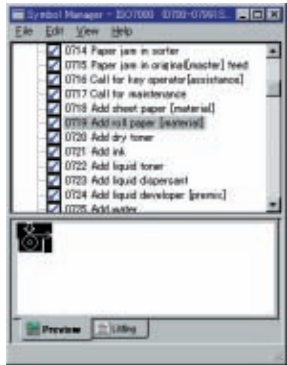 Symbol Manager - ISO7000 (0700-0799):S...
File Edit View Help
0714 Paper jam in sorter
0715 Paper jam in original[master] feed
0716 Call for key operator[assistance]
0717 Call for maintenance
0718 Add sheet paper [material]
0719 Add roll paper [material]
0720 Add dry toner
0721 Add ink
0722 Add liquid toner
0723 Add liquid dispersant
0724 Add liquid developer [premix]
0725 Add water
Preview Listing